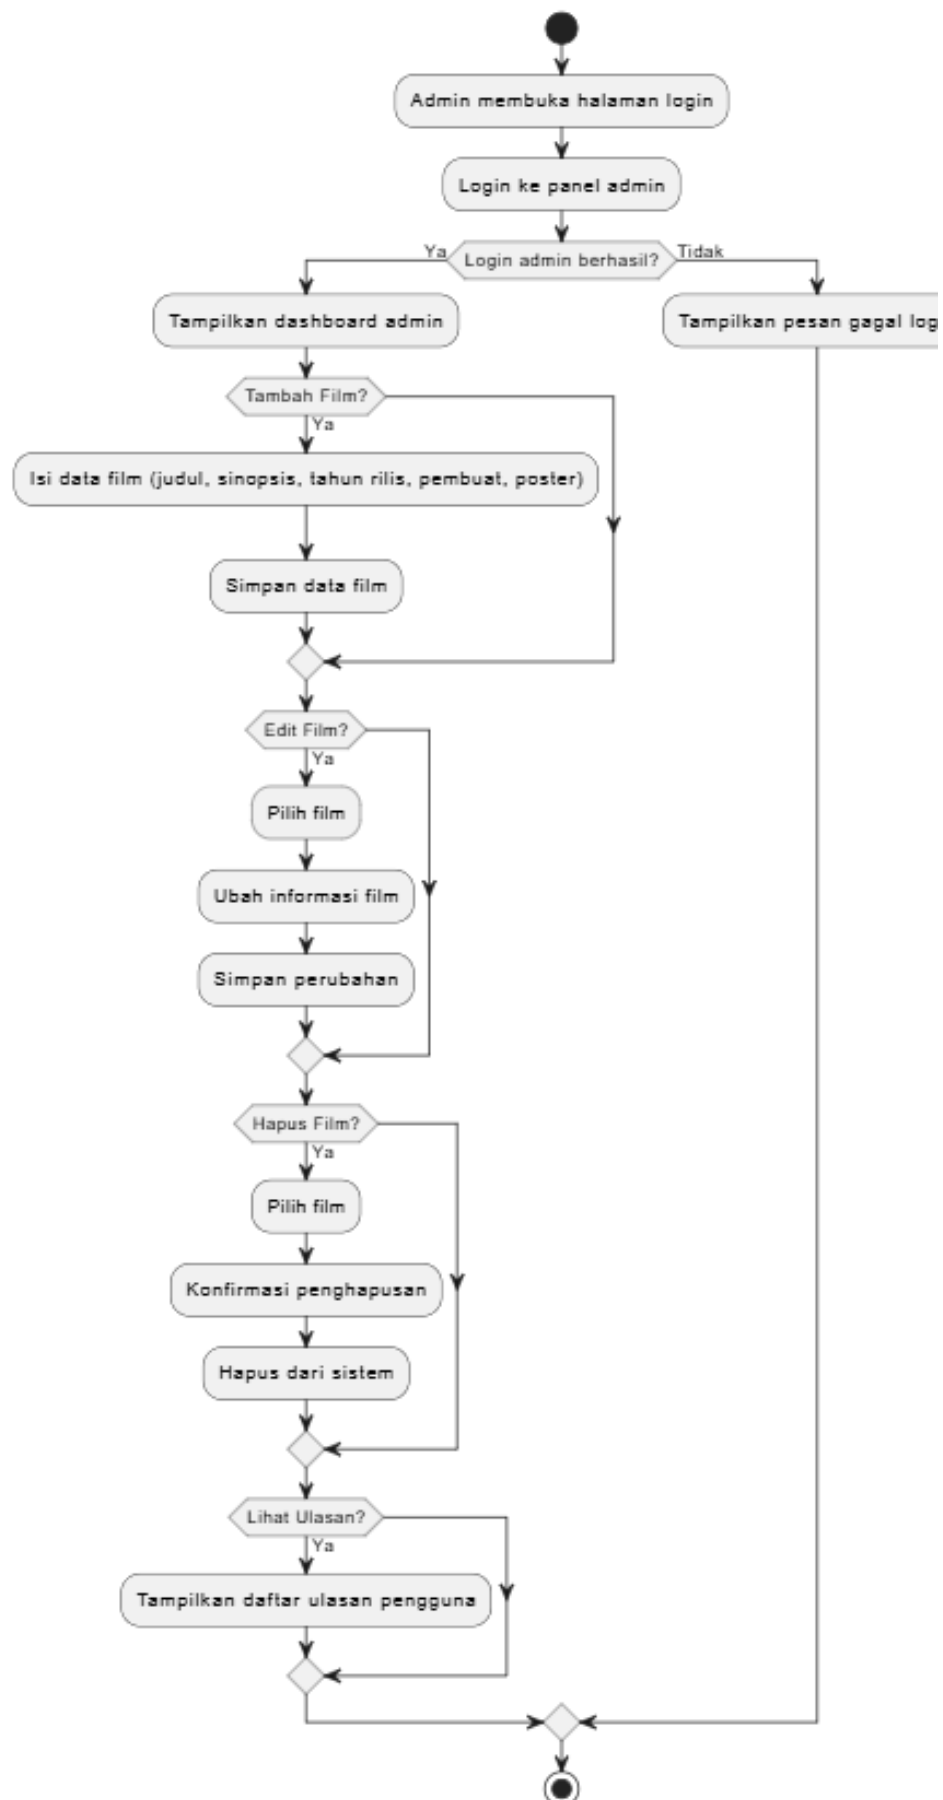 Admin membuka halaman login
Login ke panel admin
Ya
Login admin berhasil?
Tidak
Tampilkan dashboard admin
Tampilkan pesan gagal
Tambah Film?
Ya
Isi data film (judul, sinopsis, tahun rilis, pembuat, poster)
Simpan data film
Edit Film?
Ya
Pilih film
Ubah informasi film
Simpan perubahan
Hapus Film?
Ya
Pilih film
Konfirmasi penghapusan
Hapus dari sistem
Lihat Ulasan?
Ya
Tampilkan daftar ulasan pengguna